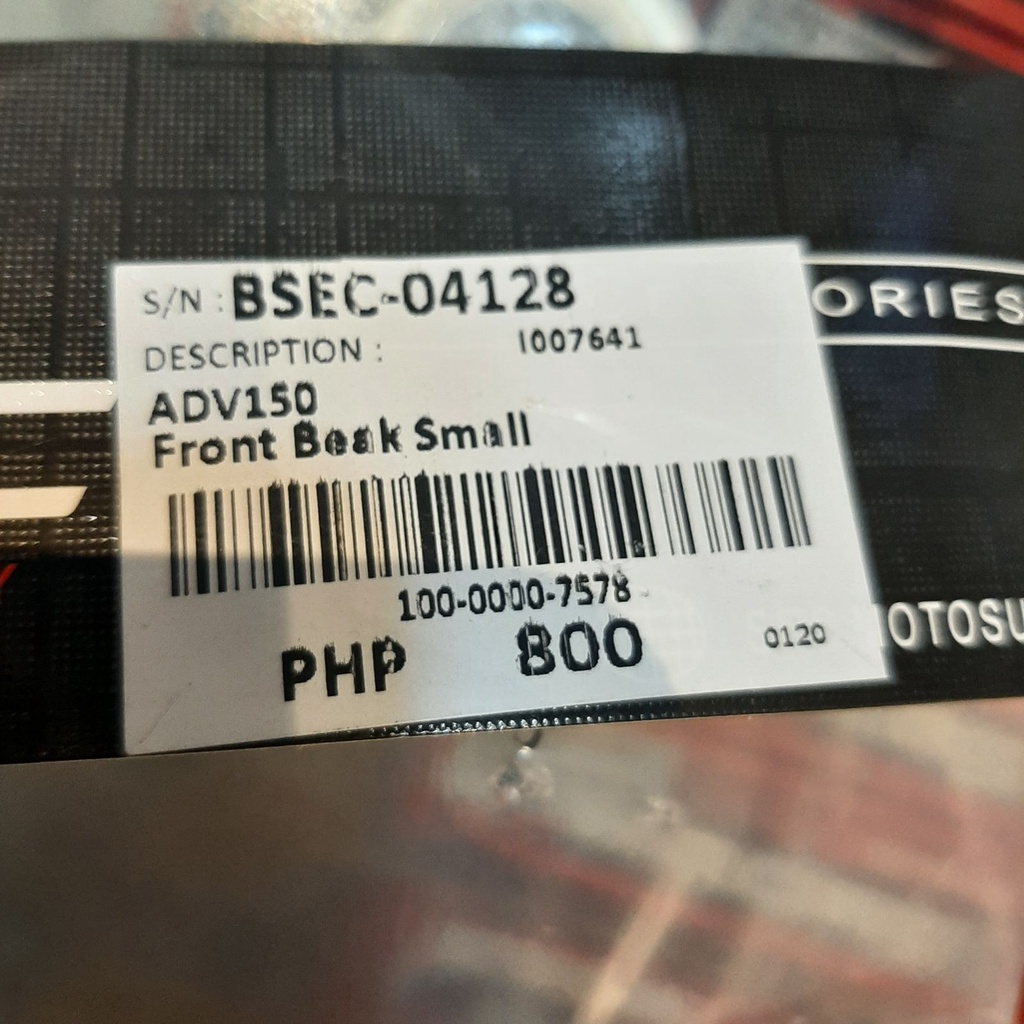 S/N : BSEC-04128
DESCRIPTION : I007641
ADV150
Front Beak Small
100-0000-7578
PHP 800 0120
ORIES
OTOSU